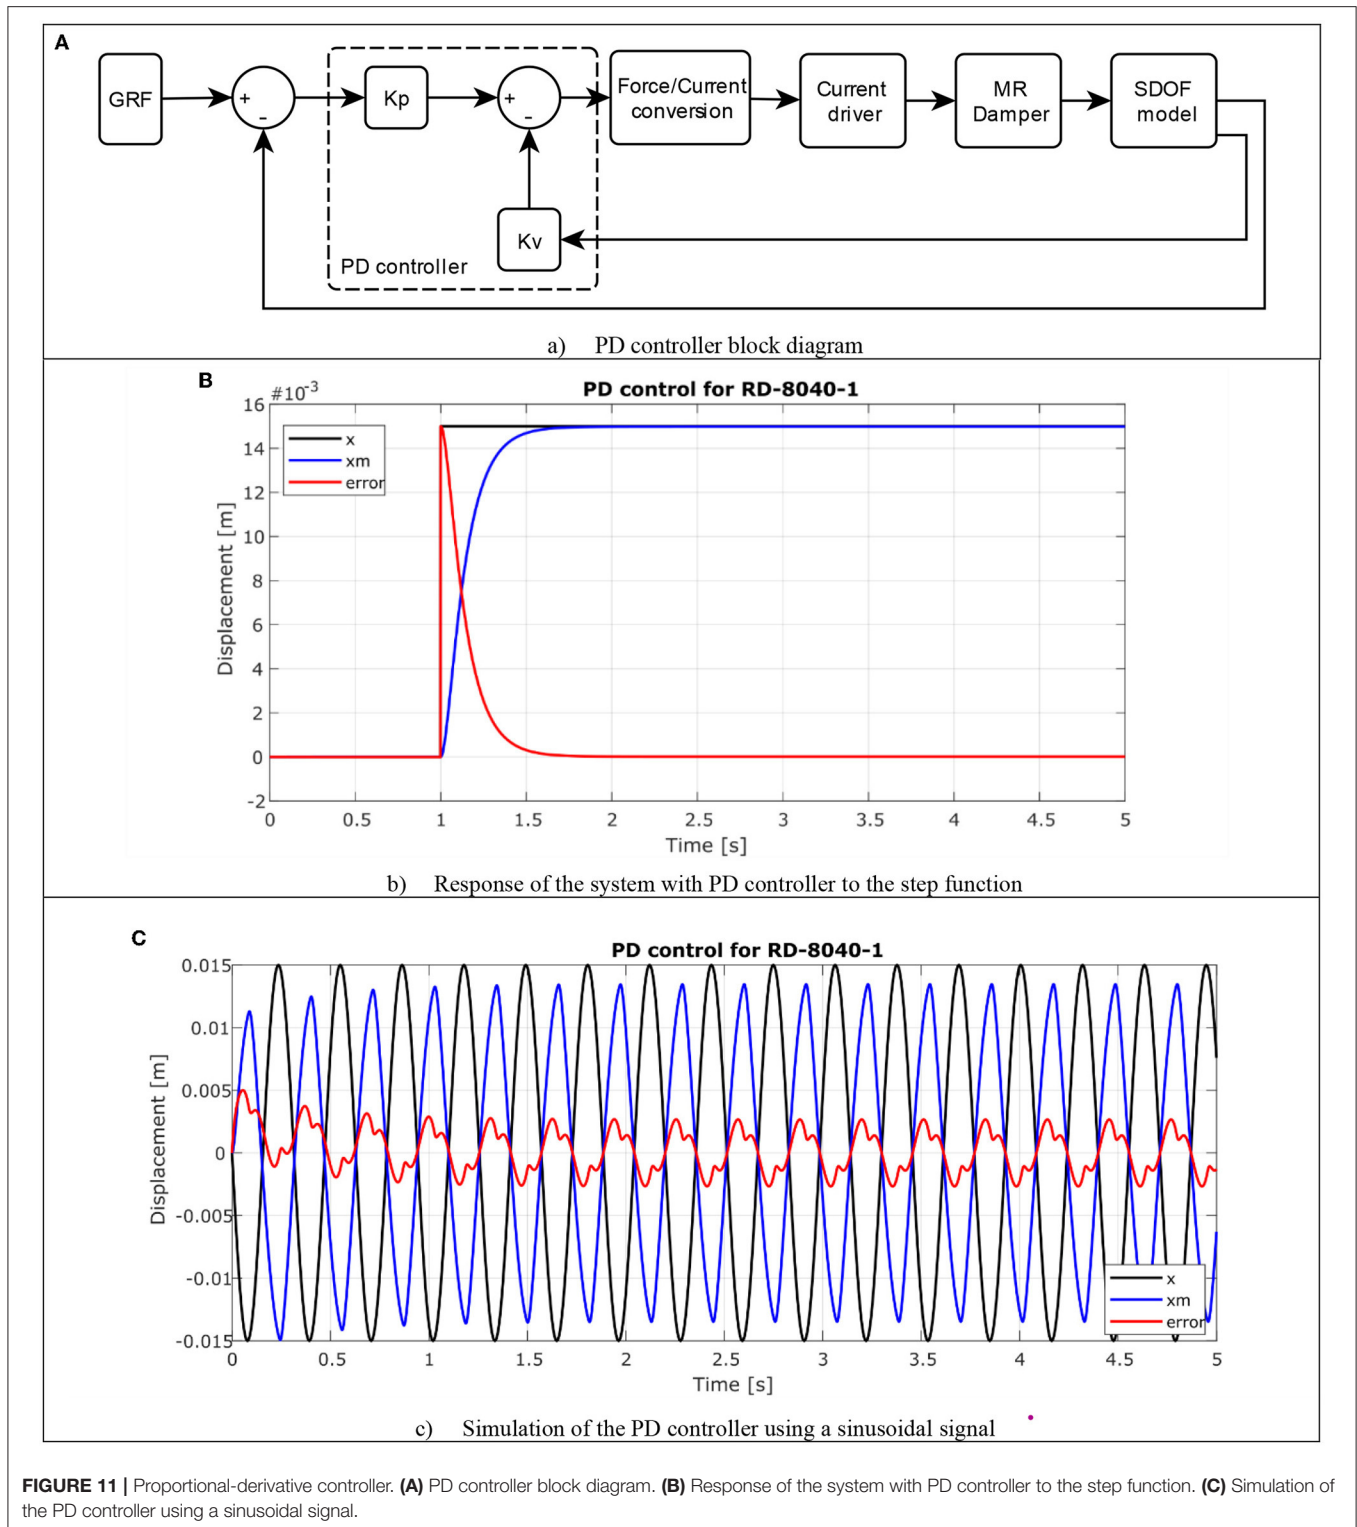 A
GRF
+
-
Kp
+
-
Force/Current
conversion
Current
driver
MR
Damper
SDOF
model
Kv
PD controller
a) PD controller block diagram
B
#10-3
PD control for RD-8040-1
16
14
12
10
8
6
4
2
0
-2
Displacement [m]
x
xm
error
0 0.5 1 1.5 2 2.5 3 3.5 4 4.5 5
Time [s]
b) Response of the system with PD controller to the step function
C
PD control for RD-8040-1
0.015
0.01
0.005
0
-0.005
-0.01
-0.015
Displacement [m]
x
xm
error
0 0.5 1 1.5 2 2.5 3 3.5 4 4.5 5
Time [s]
c) Simulation of the PD controller using a sinusoidal signal
FIGURE 11 | Proportional-derivative controller. (A) PD controller block diagram. (B) Response of the system with PD controller to the step function. (C) Simulation of
the PD controller using a sinusoidal signal.